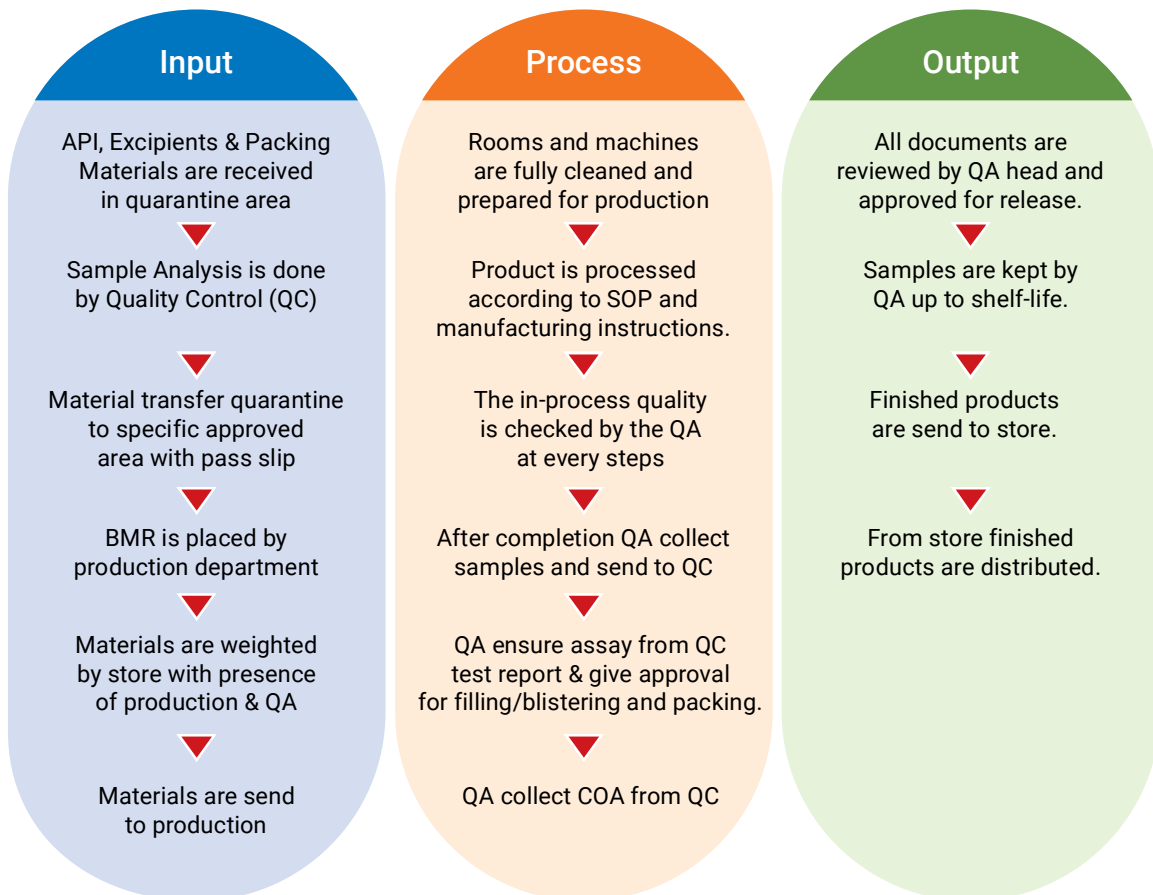 Input
API, Excipients & Packing
Materials are received
in quarantine area
Sample Analysis is done
by Quality Control (QC)
Material transfer quarantine
to specific approved
area with pass slip
BMR is placed by
production department
Materials are weighted
by store with presence
of production & QA
Materials are send
to production
Process
Rooms and machines
are fully cleaned and
prepared for production
Product is processed
according to SOP and
manufacturing instructions.
The in-process quality
is checked by the QA
at every steps
After completion QA collect
samples and send to QC
QA ensure assay from QC
test report & give approval
for filling/blistering and packing.
QA collect COA from QC
Output
All documents are
reviewed by QA head and
approved for release.
Samples are kept by
QA up to shelf-life.
Finished products
are send to store.
From store finished
products are distributed.